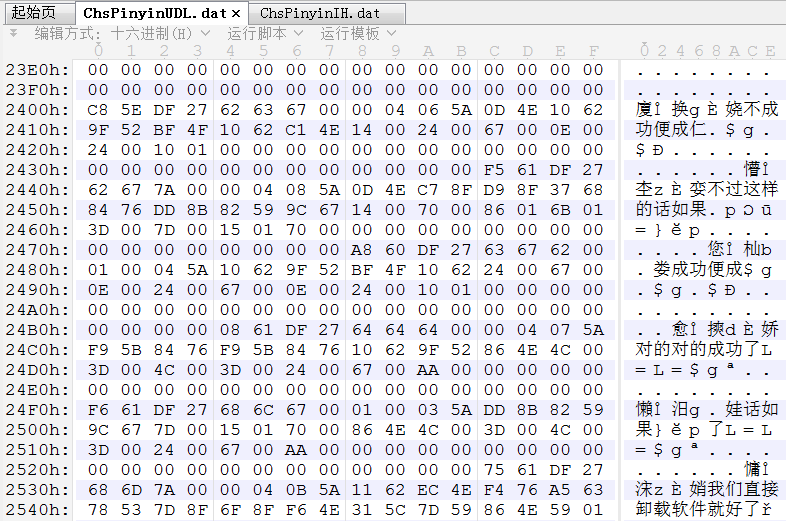 起始页 ChsPinyinUDL.dat × ChsPinyinIH.dat
编辑方式: 十六进制(H) 运行脚本 运行模板
0 1 2 3 4 5 6 7 8 9 A B C D E F 0 2 4 6 8 A C E
23E0h: 00 00 00 00 00 00 00 00 00 00 00 00 00 00 00 00 . . . . . . . .
23F0h: 00 00 00 00 00 00 00 00 00 00 00 00 00 00 00 00 . . . . . . . .
2400h: C8 5E DF 27 62 63 67 00 00 04 06 5A 0D 4E 10 62 廈 换gÈ娆不成
2410h: 9F 52 BF 4F 10 62 C1 4E 14 00 24 00 67 00 0E 00 功便成仁.$g.
2420h: 24 00 10 01 00 00 00 00 00 00 00 00 00 00 00 00 $Đ......
2430h: 00 00 00 00 00 00 00 00 00 00 00 00 F5 61 DF 27 ......懵
2440h: 62 67 7A 00 00 04 08 5A 0D 4E C7 8F D9 8F 37 68 杢zÈ娈不过这样
2450h: 84 76 DD 8B 82 59 9C 67 14 00 70 00 86 01 6B 01 的话如果.pƆū
2460h: 3D 00 7D 00 15 01 70 00 00 00 00 00 00 00 00 00 =}ĕp....
2470h: 00 00 00 00 00 00 00 00 A8 60 DF 27 63 67 62 00 ....您 杣b
2480h: 01 00 04 5A 10 62 9F 52 BF 4F 10 62 24 00 67 00 .娄成功便成$g
2490h: 0E 00 24 00 67 00 0E 00 24 00 10 01 00 00 00 00 .$g.$Đ..
24A0h: 00 00 00 00 00 00 00 00 00 00 00 00 00 00 00 00 ........
24B0h: 00 00 00 00 08 61 DF 27 64 64 64 00 00 04 07 5A ..愈 摤dÈ娇
24C0h: F9 5B 84 76 F9 5B 84 76 10 62 9F 52 86 4E 4C 00 对的对的成功了L
24D0h: 3D 00 4C 00 3D 00 24 00 67 00 AA 00 00 00 00 00 =L=$gª..
24E0h: 00 00 00 00 00 00 00 00 00 00 00 00 00 00 00 00 ........
24F0h: F6 61 DF 27 68 6C 67 00 01 00 03 5A DD 8B 82 59 懶 汨g.娃话如
2500h: 9C 67 7D 00 15 01 70 00 86 4E 4C 00 3D 00 4C 00 果}ĕp了L=L
2510h: 3D 00 24 00 67 00 AA 00 00 00 00 00 00 00 00 00 =$gª....
2520h: 00 00 00 00 00 00 00 00 00 00 00 00 75 61 DF 27 ......慵
2530h: 68 6D 7A 00 00 04 0B 5A 11 62 EC 4E F4 76 A5 63 洡zÈ娋我们直接
2540h: 78 53 7D 8F 6F 8F F6 4E 31 5C 7D 59 86 4E 59 01 卸载软件就好了ř